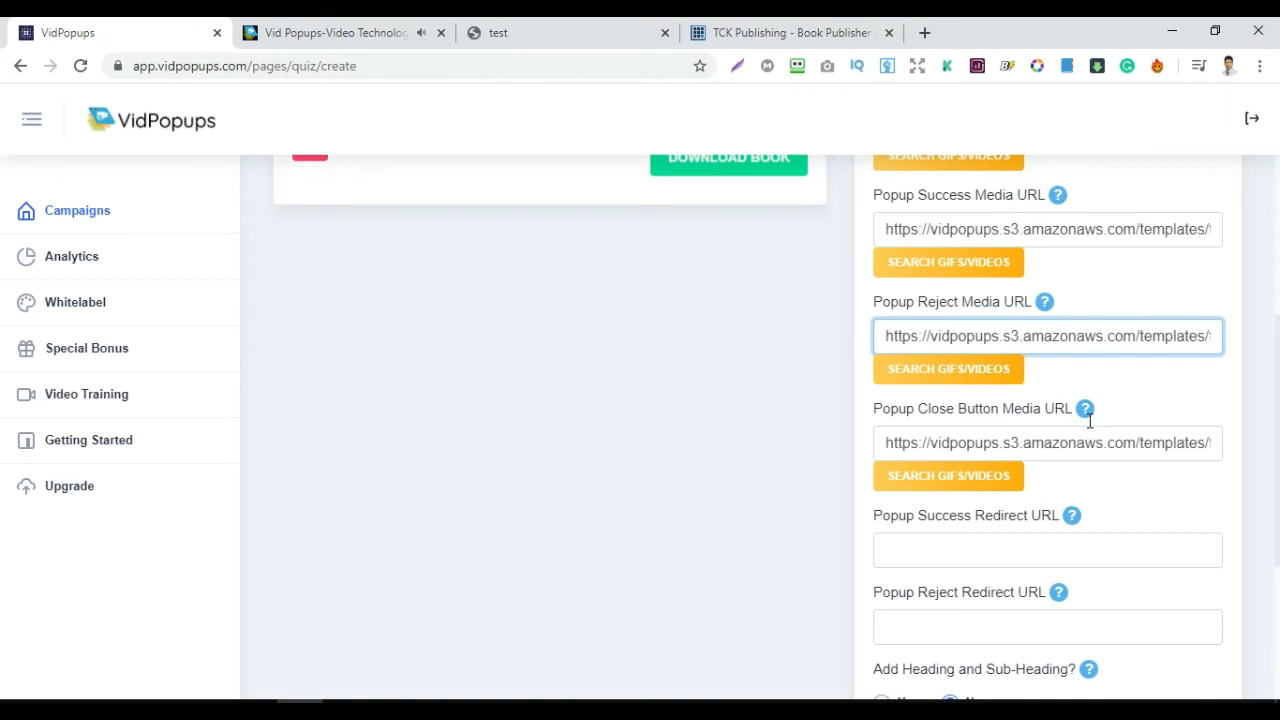 VidPopups
Vid Popups-Video Technolog
test
TCK Publishing - Book Publisher
app.vidpopups.com/pages/quiz/create
VidPopups
Campaigns
Analytics
Whitelabel
Special Bonus
Video Training
Getting Started
Upgrade
DOWNLOAD BOOK
SEARCH GIFS/VIDEOS
Popup Success Media URL ?
https://vidpopups.s3.amazonaws.com/templates/
SEARCH GIFS/VIDEOS
Popup Reject Media URL ?
https://vidpopups.s3.amazonaws.com/templates/
SEARCH GIFS/VIDEOS
Popup Close Button Media URL ?
https://vidpopups.s3.amazonaws.com/templates/
SEARCH GIFS/VIDEOS
Popup Success Redirect URL ?
Popup Reject Redirect URL ?
Add Heading and Sub-Heading? ?